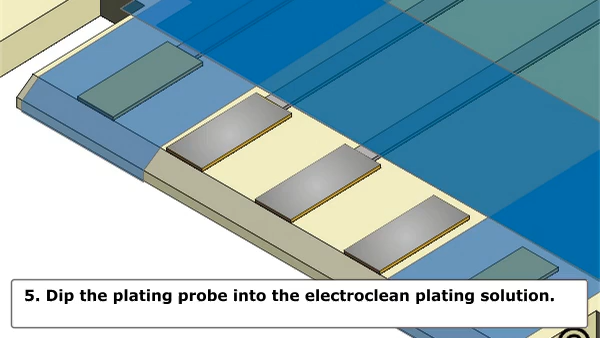 5. Dip the plating probe into the electroclean plating solution.